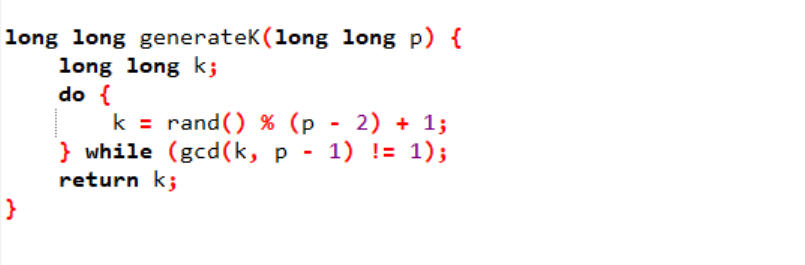 long long generateK(long long p) {
    long long k;
    do {
        k = rand() % (p - 2) + 1;
    } while (gcd(k, p - 1) != 1);
    return k;
}